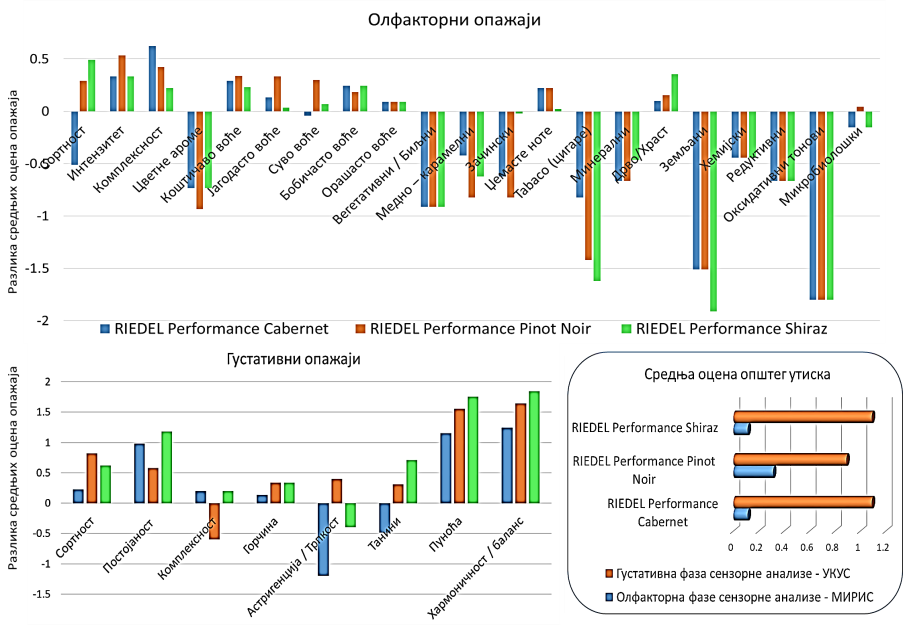 Олфакторни опажаји
Разлика средњих оцена опажаја
0.5
0
-0.5
-1
-1.5
-2
Сортност
Интензитет
Комплексност
Цветне ароме
Коштичаво воће
Јагодасто воће
Суво воће
Бобичасто воће
Орашасто воће
Вегетативни / Биљни
Медно – карамелни
Зачински
Џемасте ноте
Тавасо (цигаре)
Минерални
Дрво/Храст
Земљани
Хемијски
Редуктивни
Оксидативни тонови
Микробиолошки
RIEDEL Performance Cabernet
RIEDEL Performance Pinot Noir
RIEDEL Performance Shiraz
Густативни опажаји
Разлика средњих оцена опажаја
2
1.5
1
0.5
0
-0.5
-1
-1.5
Сортност
Постојаност
Комплексност
Горчина
Астригенција / Трпкост
Танини
Пуноћа
Хармоничност / баланс
Средња оцена општег утиска
RIEDEL Performance Shiraz
RIEDEL Performance Pinot
Noir
RIEDEL Performance
Cabernet
0 0.2 0.4 0.6 0.8 1 1.2
Густативна фаза сензорне анализе - УКУС
Олфакторна фазе сензорне анализе - МИРИС